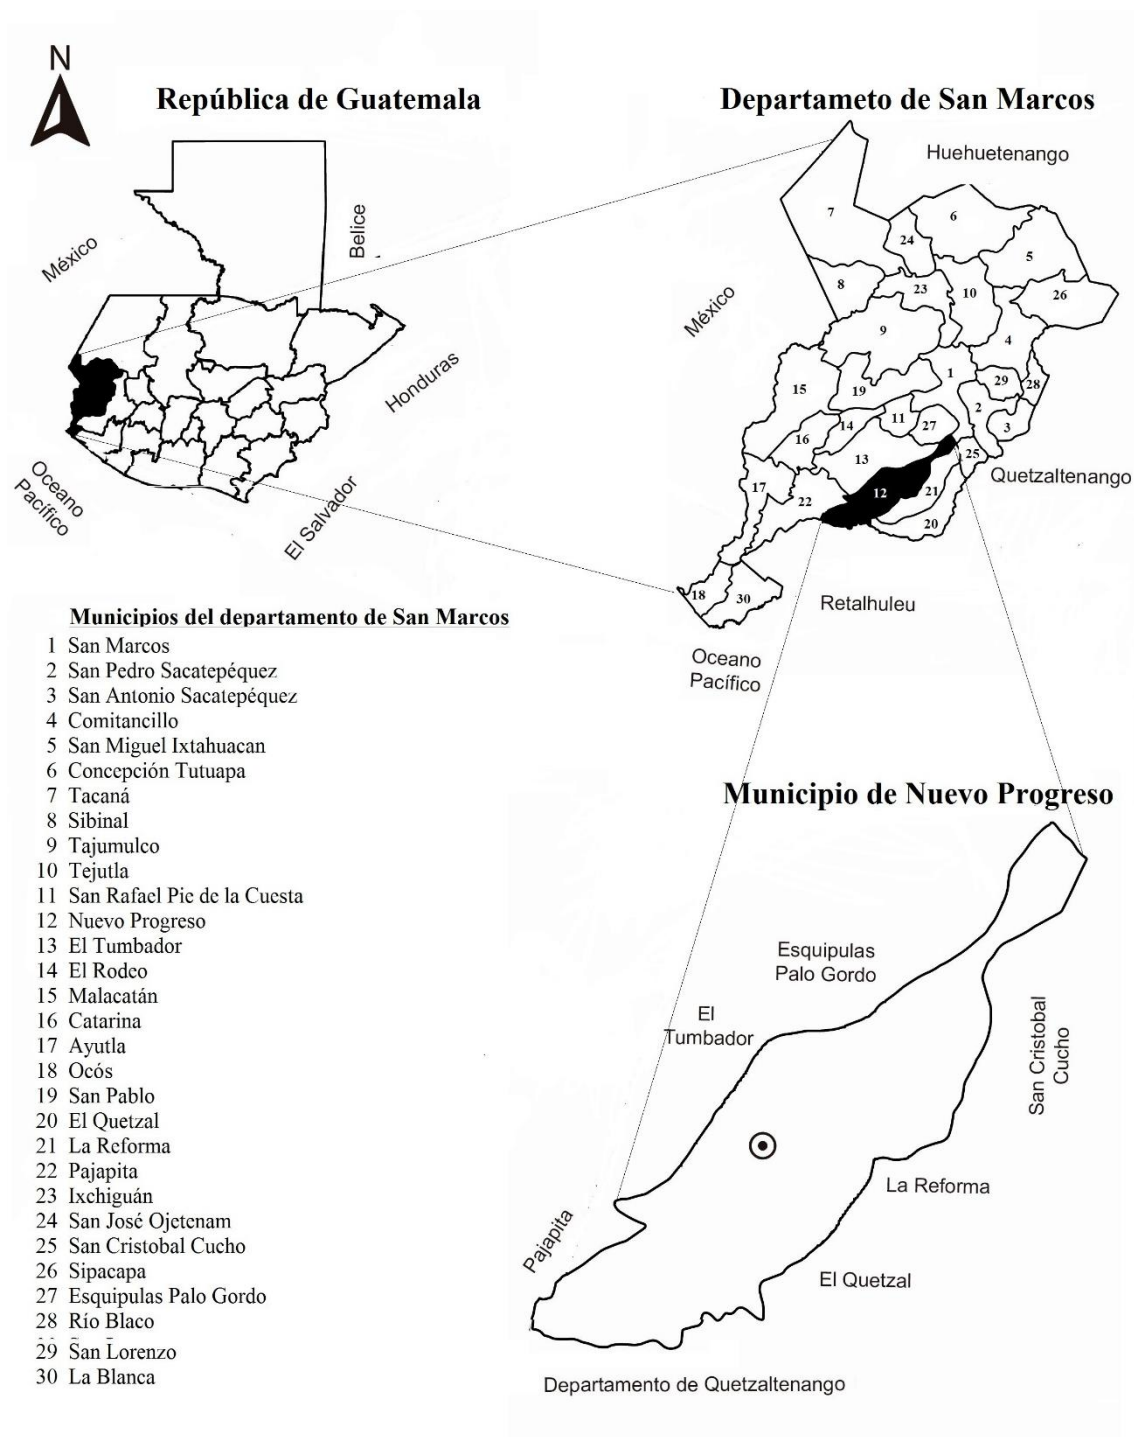 N
República de Guatemala
México
Belice
Honduras
El Salvador
Oceano
Pacífico
Departameto de San Marcos
Huehuetenango
México
7
6
24
5
8
23
10
26
9
4
1
15
19
29
28
2
14
11
27
3
16
13
25
17
12
21
22
20
18
30
Quetzaltenango
Retalhuleu
Oceano
Pacífico
Municipios del departamento de San Marcos
1 San Marcos
2 San Pedro Sacatepéquez
3 San Antonio Sacatepéquez
4 Comitancillo
5 San Miguel Ixtahuacan
6 Concepción Tutuapa
7 Tacaná
8 Sibinal
9 Tajumulco
10 Tejutla
11 San Rafael Pie de la Cuesta
12 Nuevo Progreso
13 El Tumbador
14 El Rodeo
15 Malacatán
16 Catarina
17 Ayutla
18 Ocós
19 San Pablo
20 El Quetzal
21 La Reforma
22 Pajapita
23 Ixchiguán
24 San José Ojetenam
25 San Cristobal Cucho
26 Sipacapa
27 Esquipulas Palo Gordo
28 Río Blaco
29 San Lorenzo
30 La Blanca
Municipio de Nuevo Progreso
Esquipulas
Palo Gordo
El
Tumbador
San Cristobal
Cucho
La Reforma
Pajapita
El Quetzal
Departamento de Quetzaltenango